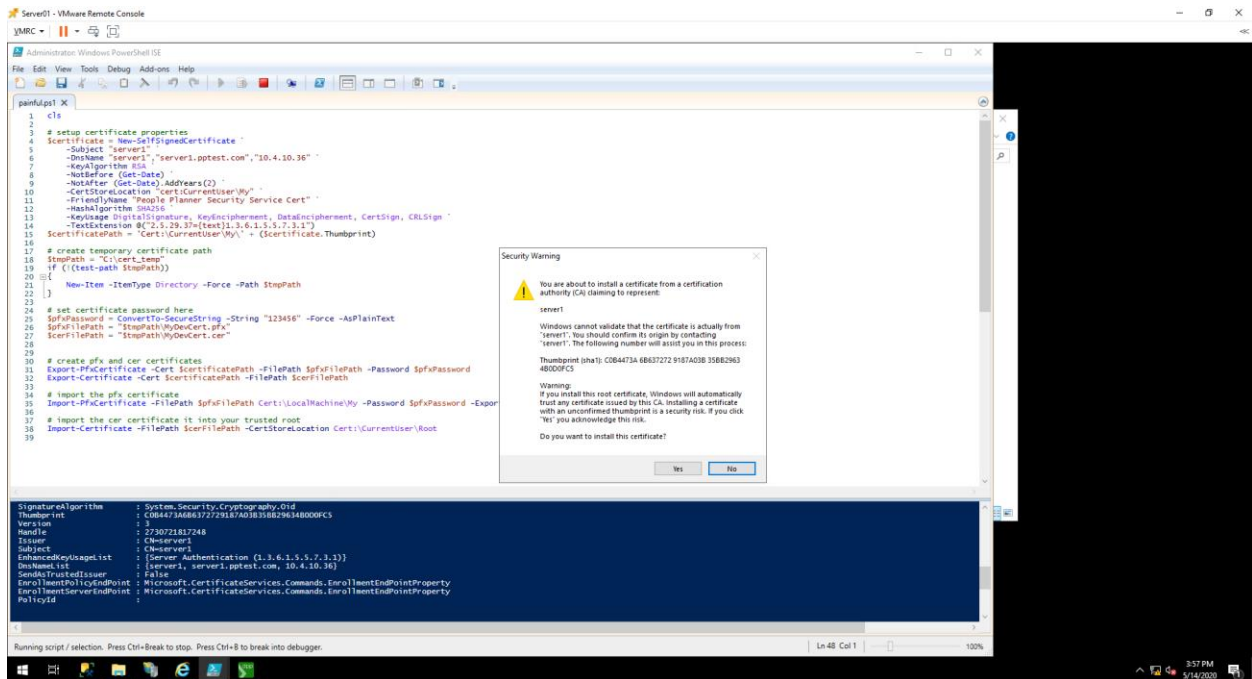 Server01 - VMware Remote Console
VMRC
Administrator: Windows PowerShell ISE
File Edit View Tools Debug Add-ons Help
painful.ps1 X
1 cls
2
3 # setup certificate properties
4 $certificate = New-SelfSignedCertificate `
5 -Subject "server1" `
6 -DnsName "server1","server1.pptest.com","10.4.10.36" `
7 -KeyAlgorithm RSA `
8 -NotBefore (Get-Date) `
9 -NotAfter (Get-Date).AddYears(2) `
10 -CertStoreLocation "cert:CurrentUser\My" `
11 -FriendlyName "People Planner Security Service Cert" `
12 -HashAlgorithm SHA256 `
13 -KeyUsage DigitalSignature, KeyEncipherment, DataEncipherment, CertSign, CRLSign `
14 -TextExtension @("2.5.29.37={text}1.3.6.1.5.5.7.3.1")
15 $certificatePath = 'Cert:\CurrentUser\My\' + ($certificate.Thumbprint)
16
17 # create temporary certificate path
18 $tmpPath = "C:\cert_temp"
19 if (!(test-path $tmpPath))
20 {
21 New-Item -ItemType Directory -Force -Path $tmpPath
22 }
23
24 # set certificate password here
25 $pfxPassword = ConvertTo-SecureString -String "123456" -Force -AsPlainText
26 $pfxFilePath = "$tmpPath\MyDevCert.pfx"
27 $cerFilePath = "$tmpPath\MyDevCert.cer"
28
29
30 # create pfx and cer certificates
31 Export-PfxCertificate -Cert $certificatePath -FilePath $pfxFilePath -Password $pfxPassword
32 Export-Certificate -Cert $certificatePath -FilePath $cerFilePath
33
34 # import the pfx certificate
35 Import-PfxCertificate -FilePath $pfxFilePath Cert:\LocalMachine\My -Password $pfxPassword -Expor
36
37 # import the cer certificate it into your trusted root
38 Import-Certificate -FilePath $cerFilePath -CertStoreLocation Cert:\CurrentUser\Root
39
Security Warning
You are about to install a certificate from a certification
authority (CA) claiming to represent:
server1
Windows cannot validate that the certificate is actually from
"server1". You should confirm its origin by contacting
"server1". The following number will assist you in this process:
Thumbprint (sha1): C0B4473A 6B637272 9187A03B 35BB2963
4B0D0FC5
Warning:
If you install this root certificate, Windows will automatically
trust any certificate issued by this CA. Installing a certificate
with an unconfirmed thumbprint is a security risk. If you click
"Yes" you acknowledge this risk.
Do you want to install this certificate?
Yes No
SignatureAlgorithm : System.Security.Cryptography.Oid
Thumbprint : C0B4473A6B6372729187A03B35BB29634B0D0FC5
Version : 3
Handle : 2730721817248
Issuer : CN=server1
Subject : CN=server1
EnhancedKeyUsageList : {Server Authentication (1.3.6.1.5.5.7.3.1)}
DnsNameList : {server1, server1.pptest.com, 10.4.10.36}
SendAsTrustedIssuer : False
EnrollmentPolicyEndPoint : Microsoft.CertificateServices.Commands.EnrollmentEndPointProperty
EnrollmentServerEndPoint : Microsoft.CertificateServices.Commands.EnrollmentEndPointProperty
PolicyId :
Running script / selection. Press Ctrl+Break to stop. Press Ctrl+B to break into debugger.
Ln 48 Col 1
100%
3:57 PM
5/14/2020